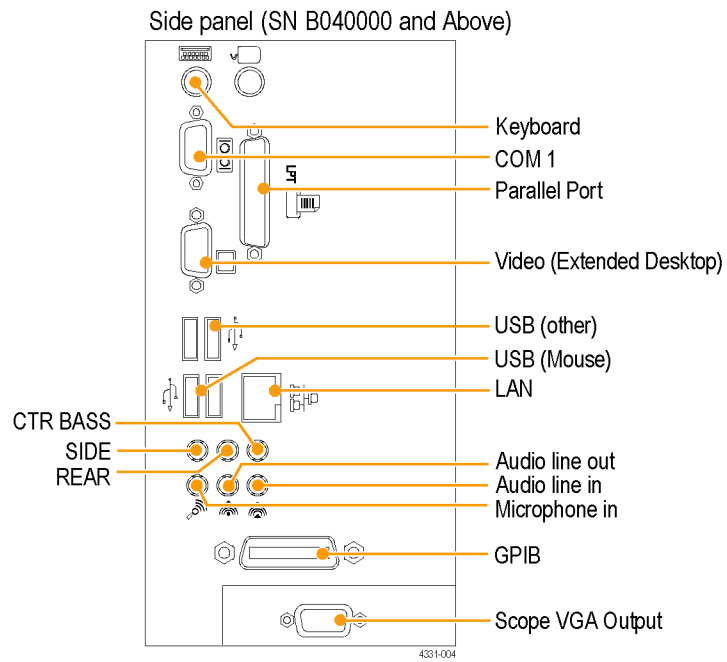 Side panel (SN B040000 and Above)
Keyboard
COM 1
LPT
Parallel Port
Video (Extended Desktop)
USB (other)
USB (Mouse)
LAN
CTR BASS
SIDE
REAR
Audio line out
Audio line in
Microphone in
GPIB
Scope VGA Output
4331-004